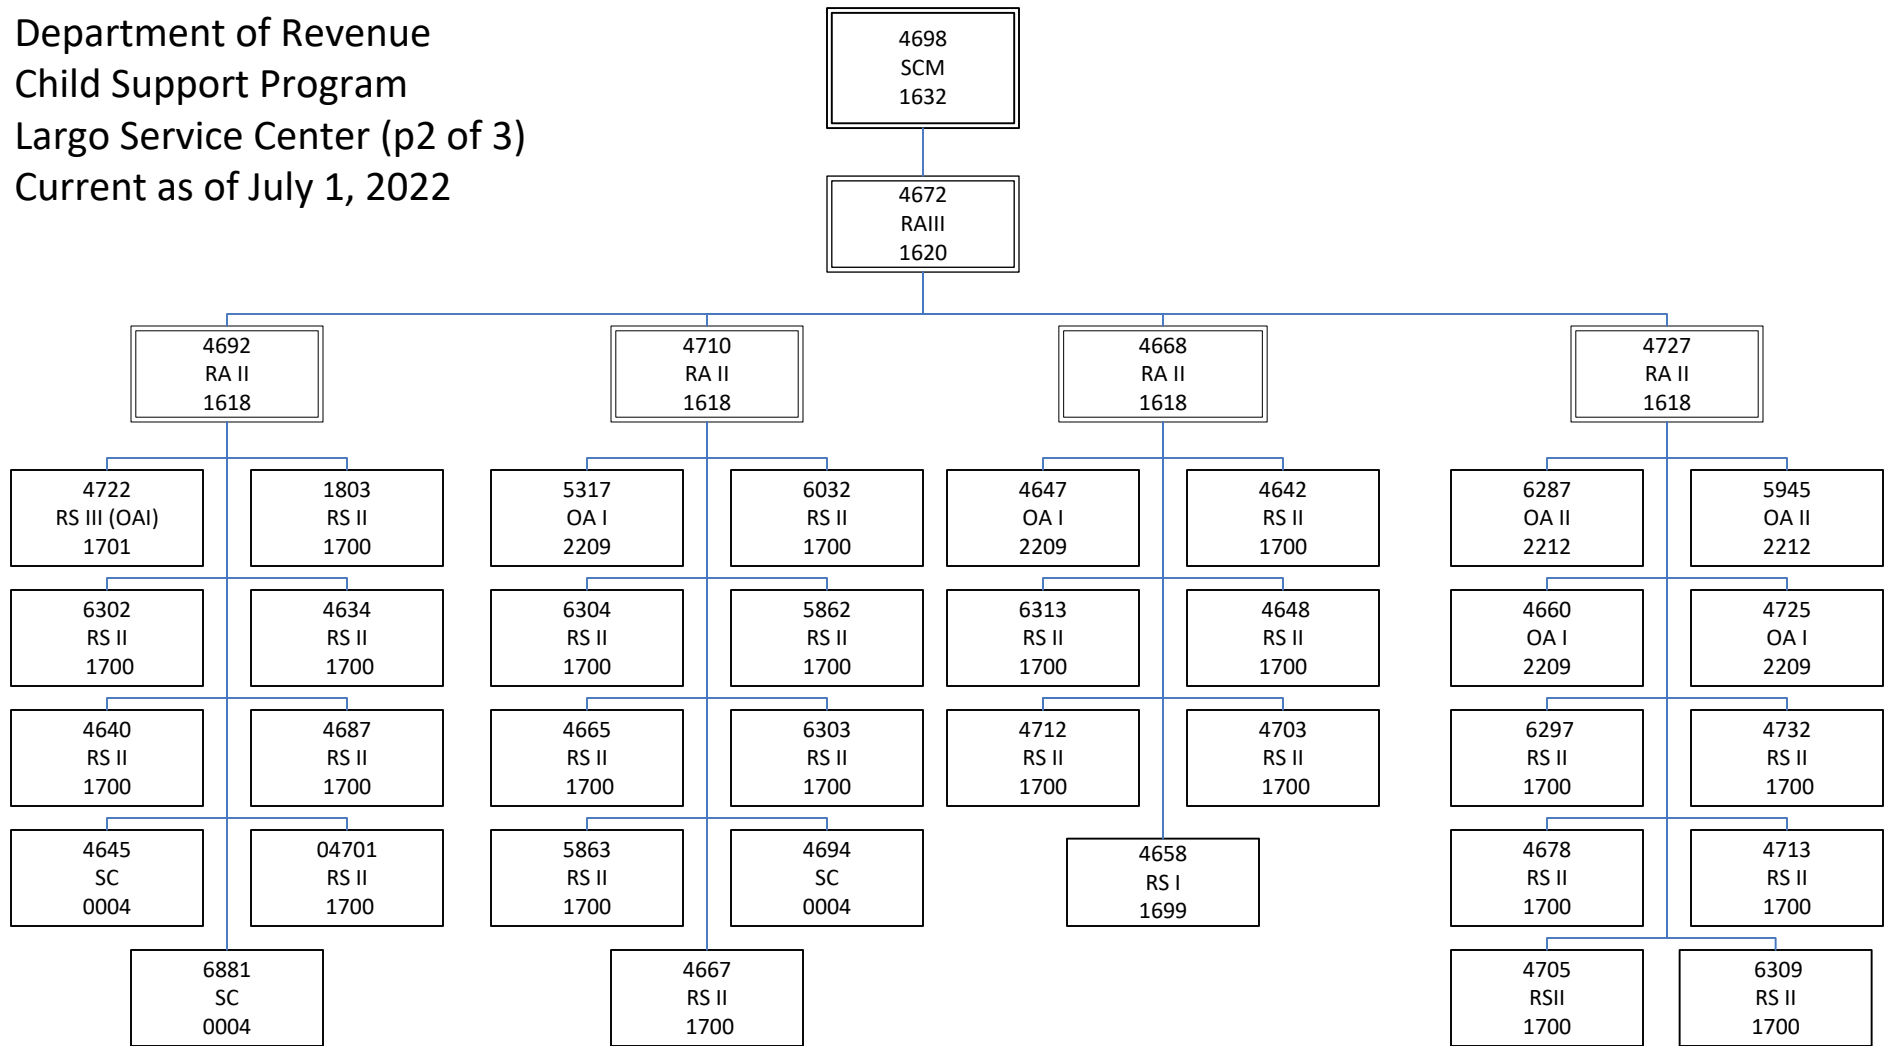 Department of Revenue
Child Support Program
Largo Service Center (p2 of 3)
Current as of July 1, 2022
4698
SCM
1632
4672
RAIII
1620
4692
RA II
1618
4710
RA II
1618
4668
RA II
1618
4727
RA II
1618
4722
RS III (OAI)
1701
1803
RS II
1700
5317
OA I
2209
6032
RS II
1700
4647
OA I
2209
4642
RS II
1700
6287
OA II
2212
5945
OA II
2212
6302
RS II
1700
4634
RS II
1700
6304
RS II
1700
5862
RS II
1700
6313
RS II
1700
4648
RS II
1700
4660
OA I
2209
4725
OA I
2209
4640
RS II
1700
4687
RS II
1700
4665
RS II
1700
6303
RS II
1700
4712
RS II
1700
4703
RS II
1700
6297
RS II
1700
4732
RS II
1700
4645
SC
0004
04701
RS II
1700
5863
RS II
1700
4694
SC
0004
4658
RS I
1699
4678
RS II
1700
4713
RS II
1700
6881
SC
0004
4667
RS II
1700
4705
RSII
1700
6309
RS II
1700